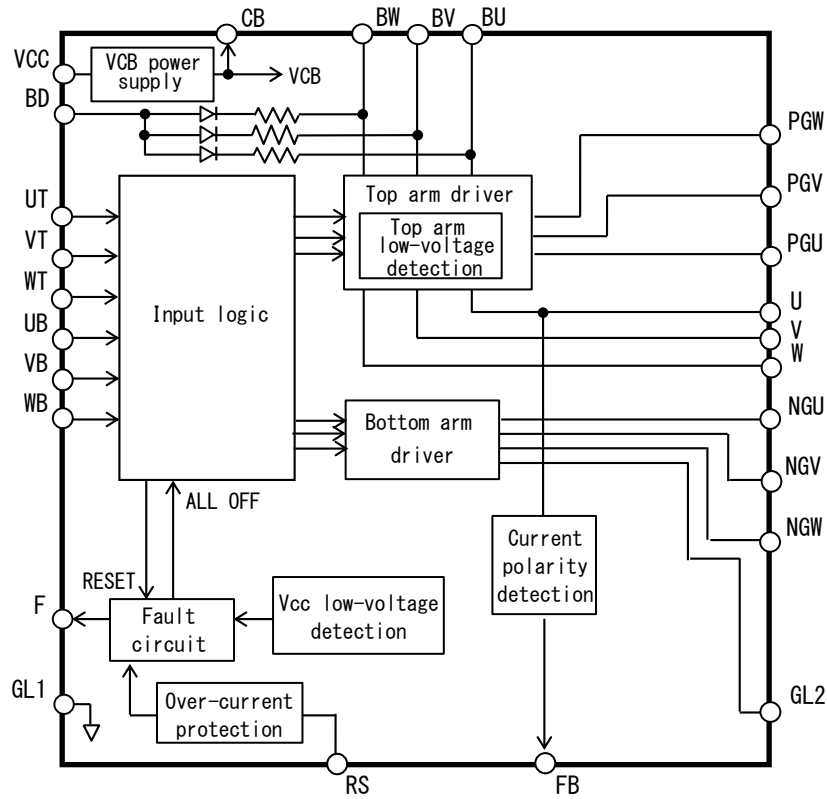 CB
BW
BV
BU
VCC
VCB power
supply
VCB
BD
PGW
UT
Top arm driver
PGV
VT
Top arm
low-voltage
detection
PGU
WT
Input logic
U
UB
V
VB
W
WB
Bottom arm
driver
NGU
NGV
ALL OFF
NGW
Current
polarity
detection
RESET
F
Fault
circuit
Vcc low-voltage
detection
GL1
Over-current
protection
GL2
RS
FB